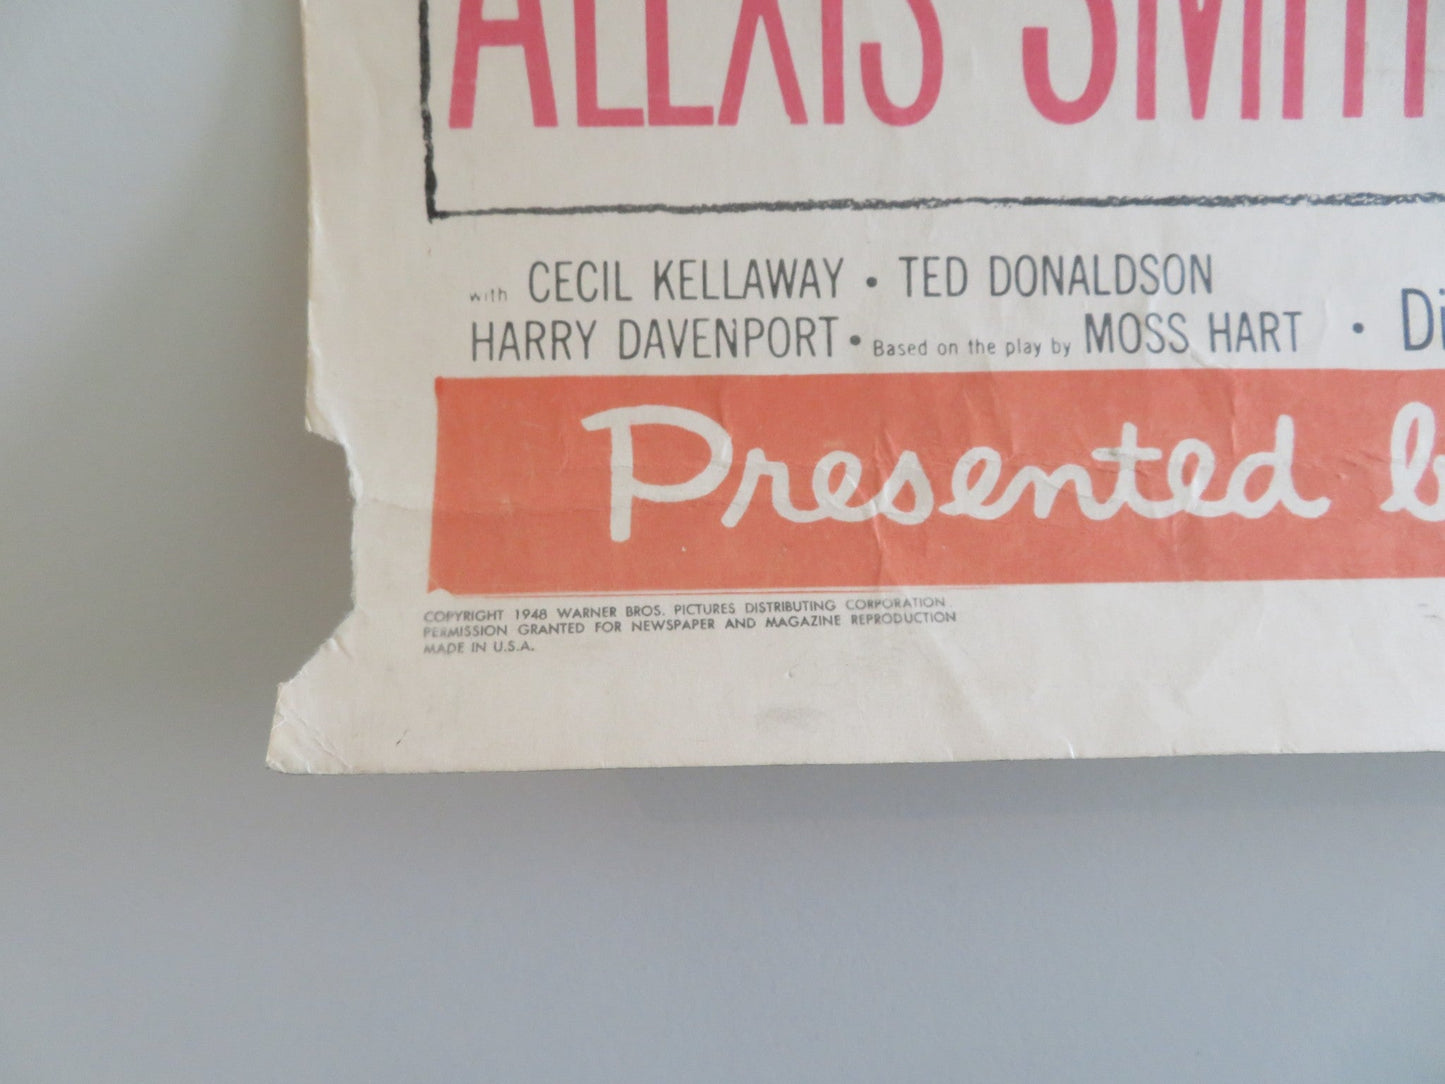 ALEXIS SMITH
with CECIL KELLAWAY • TED DONALDSON
HARRY DAVENPORT • Based on the play by MOSS HART •
Presented
COPYRIGHT 1948 WARNER BROS. PICTURES DISTRIBUTING CORPORATION.
PERMISSION GRANTED FOR NEWSPAPER AND MAGAZINE REPRODUCTION
MADE IN U.S.A.